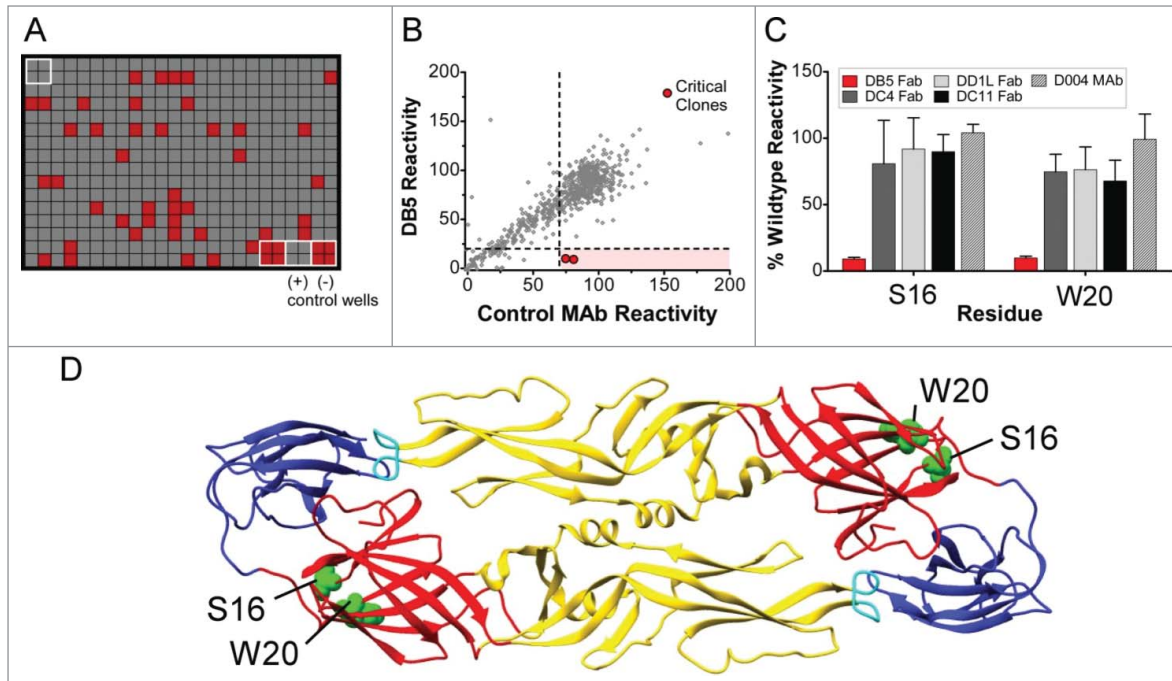 A
(+) (-)
control wells
B
DB5 Reactivity
200
150
100
50
0
Critical
Clones
0 50 100 150 200
Control MAb Reactivity
C
% Wildtype Reactivity
150
100
50
0
DB5 Fab DD1L Fab D004 MAb
DC4 Fab DC11 Fab
S16 W20
Residue
D
W20
S16
S16
W20